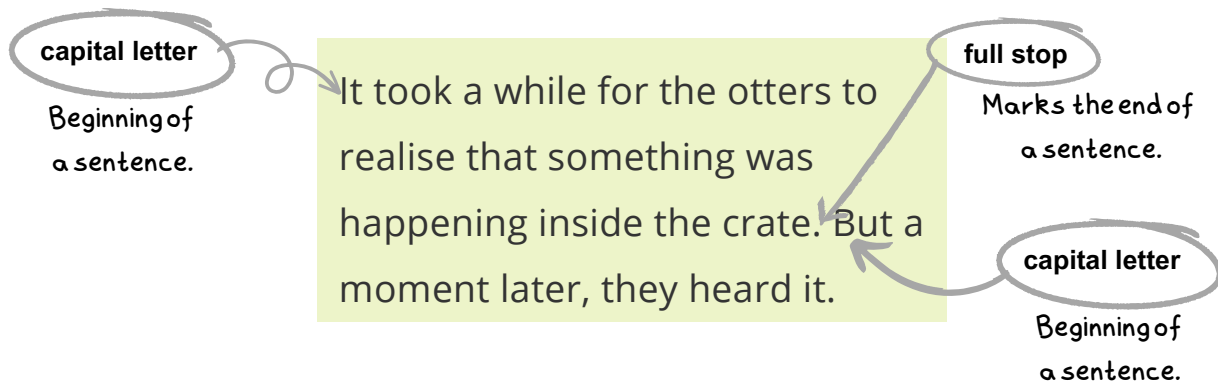 capital letter
Beginning of
a sentence.
It took a while for the otters to
realise that something was
happening inside the crate. But a
moment later, they heard it.
full stop
Marks the end of
a sentence.
capital letter
Beginning of
a sentence.